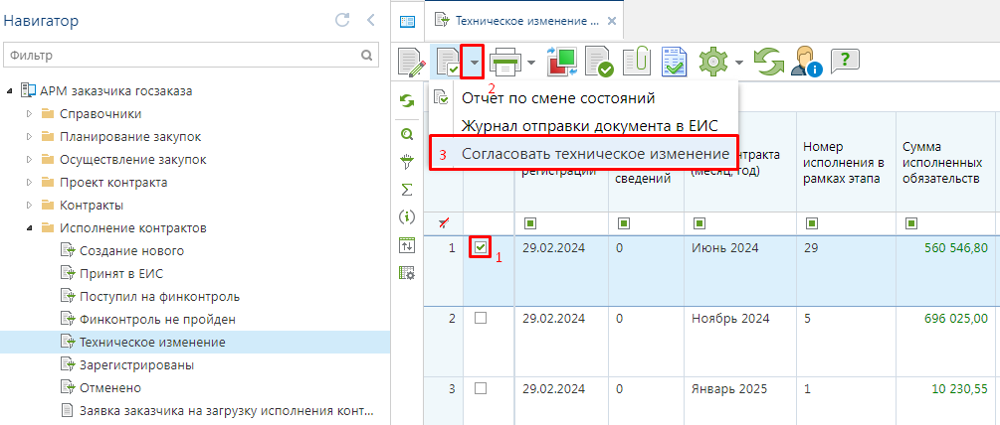 Навигатор
Фильтр
АРМ заказчика госзаказа
Справочники
Планирование закупок
Осуществление закупок
Проект контракта
Контракты
Исполнение контрактов
Создание нового
Принят в ЕИС
Поступил на финконтроль
Финконтроль не пройден
Техническое изменение
Зарегистрированы
Отменено
Заявка заказчика на загрузку исполнения конт...
Техническое изменение ...
2
Отчет по смене состояний
Журнал отправки документа в ЕИС
3 Согласовать техническое изменение
регистрации
сведений
(месяц, год)
Номер исполнения в рамках этапа
Сумма исполненных обязательств
1 1 29.02.2024 0 Июнь 2024 29 560 546,80
2 29.02.2024 0 Ноябрь 2024 5 696 025,00
3 29.02.2024 0 Январь 2025 1 10 230,55